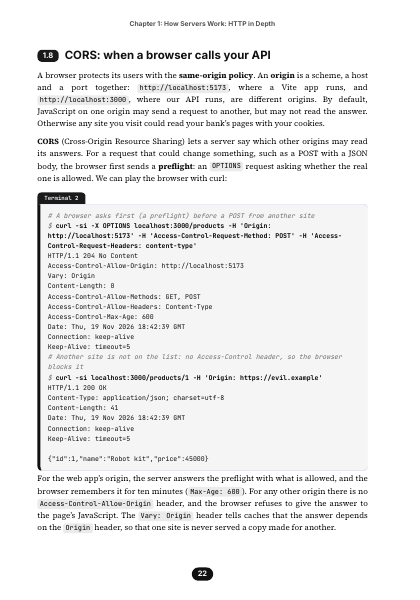 Chapter 1: How Servers Work: HTTP in Depth
1.8 CORS: when a browser calls your API
A browser protects its users with the same-origin policy. An origin is a scheme, a host
and a port together: http://localhost:5173, where a Vite app runs, and
http://localhost:3000, where our API runs, are different origins. By default,
JavaScript on one origin may send a request to another, but may not read the answer.
Otherwise any site you visit could read your bank's pages with your cookies.
CORS (Cross-Origin Resource Sharing) lets a server say which other origins may read
its answers. For a request that could change something, such as a POST with a JSON
body, the browser first sends a preflight: an OPTIONS request asking whether the real
one is allowed. We can play the browser with curl:
Terminal 2
# A browser asks first (a preflight) before a POST from another site
$ curl -si -X OPTIONS localhost:3000/products -H 'Origin:
http://localhost:5173' -H 'Access-Control-Request-Method: POST' -H 'Access-
Control-Request-Headers: content-type'
HTTP/1.1 204 No Content
Access-Control-Allow-Origin: http://localhost:5173
Vary: Origin
Content-Length: 0
Access-Control-Allow-Methods: GET, POST
Access-Control-Allow-Headers: Content-Type
Access-Control-Max-Age: 600
Date: Thu, 19 Nov 2026 18:42:39 GMT
Connection: keep-alive
Keep-Alive: timeout=5
# Another site is not on the list: no Access-Control header, so the browser
blocks it
$ curl -si localhost:3000/products/1 -H 'Origin: https://evil.example'
HTTP/1.1 200 OK
Content-Type: application/json; charset=utf-8
Content-Length: 41
Date: Thu, 19 Nov 2026 18:42:39 GMT
Connection: keep-alive
Keep-Alive: timeout=5
{"id":1,"name":"Robot kit","price":45000}
For the web app's origin, the server answers the preflight with what is allowed, and the
browser remembers it for ten minutes (Max-Age: 600). For any other origin there is no
Access-Control-Allow-Origin header, and the browser refuses to give the answer to
the page's JavaScript. The Vary: Origin header tells caches that the answer depends
on the Origin header, so that one site is never served a copy made for another.
22